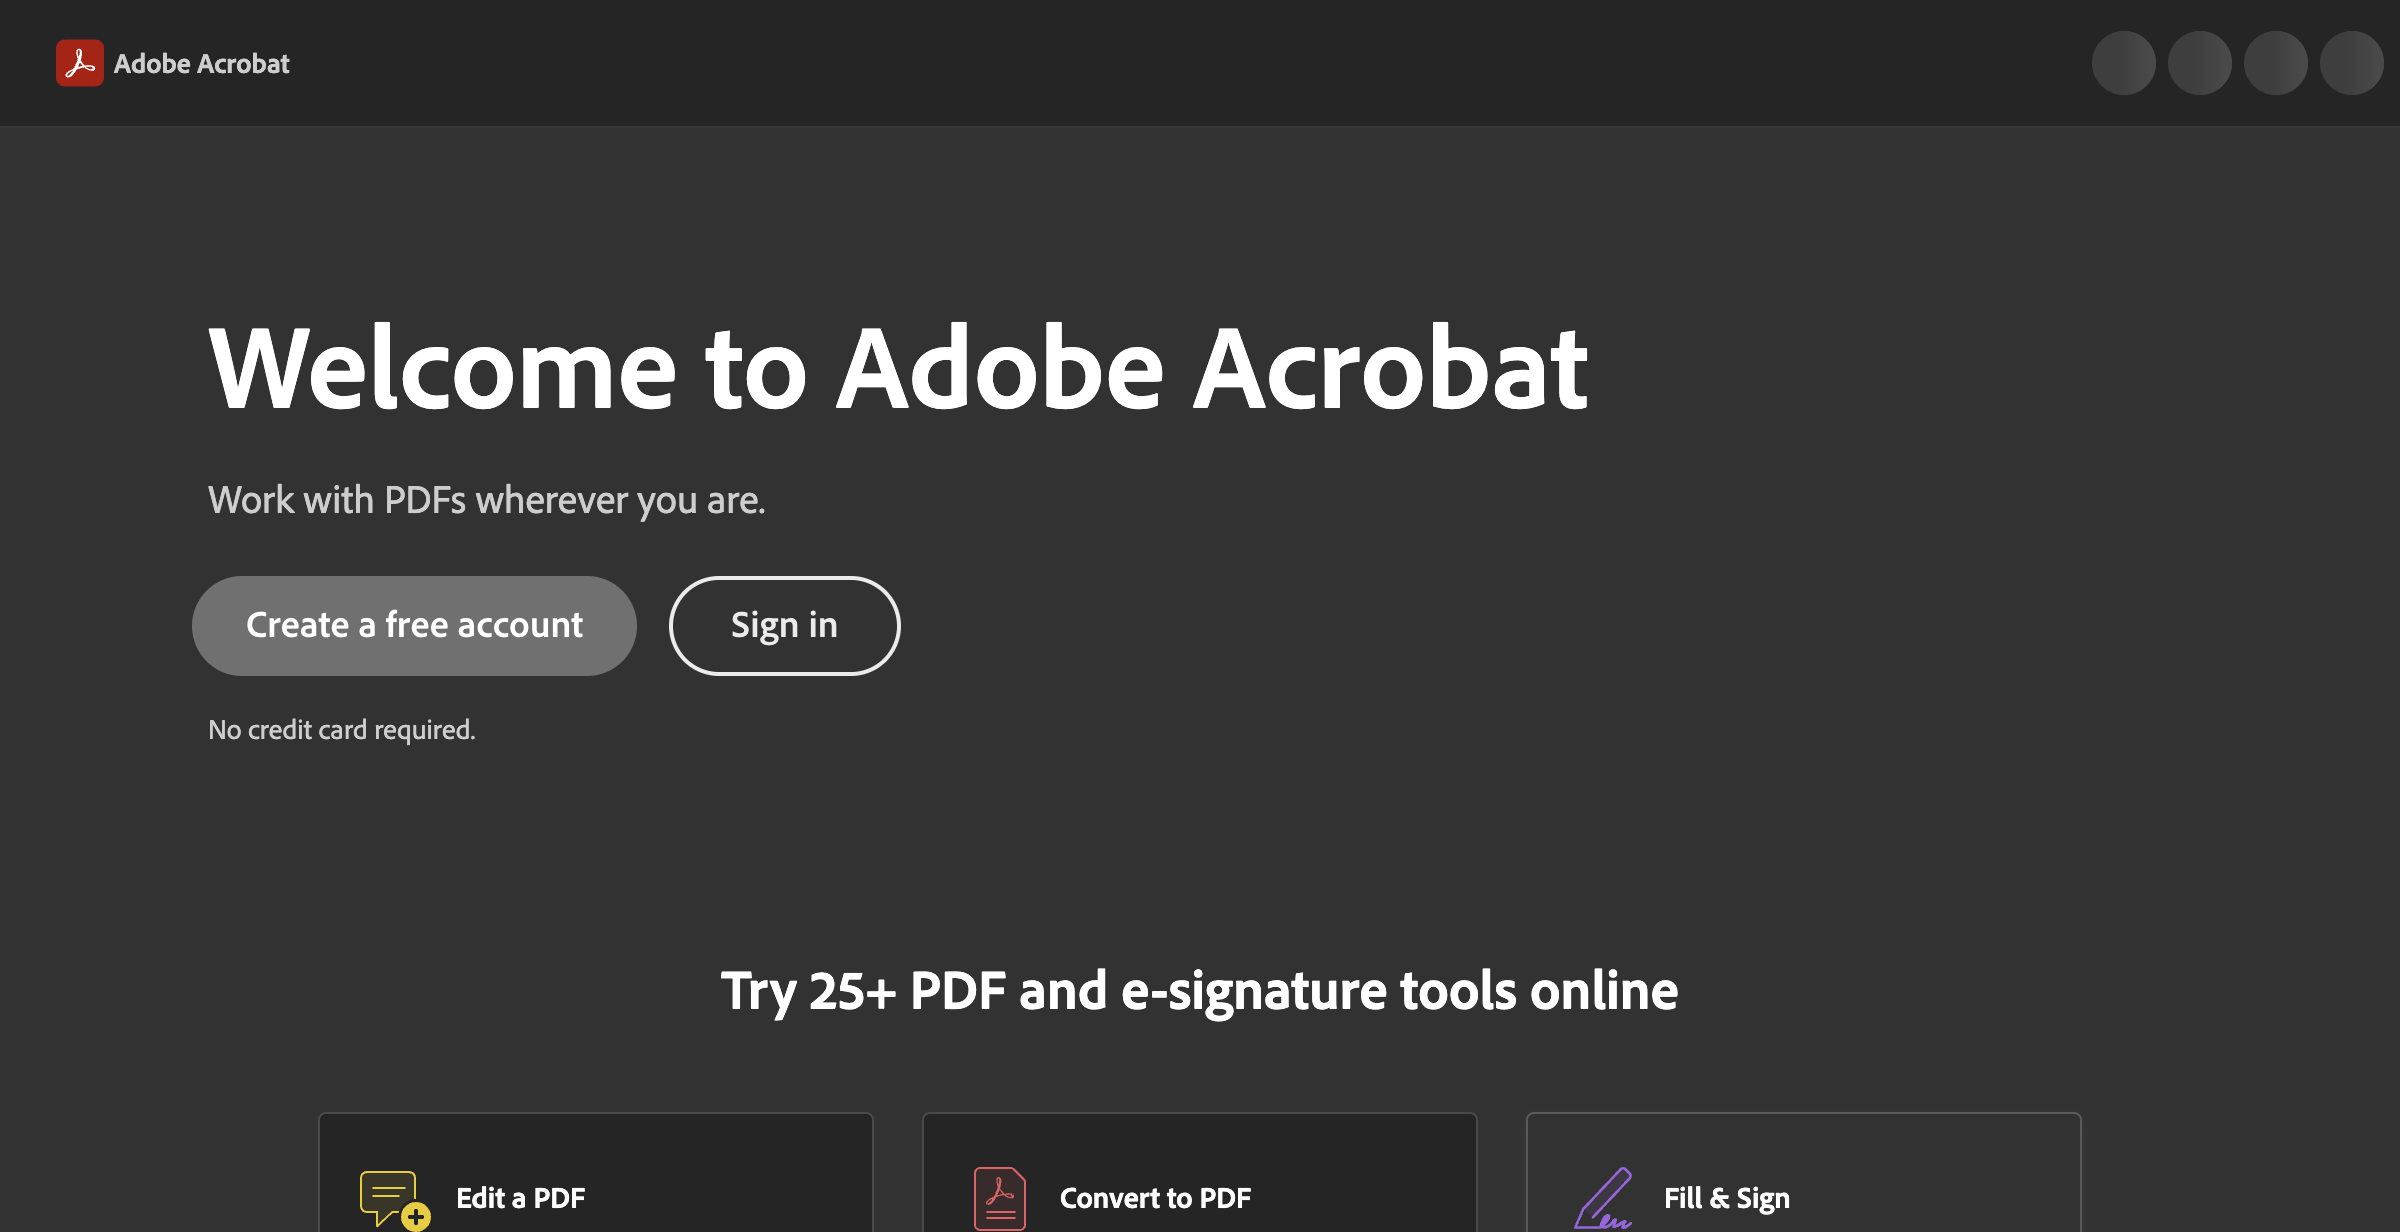 Adobe Acrobat
Welcome to Adobe Acrobat
Work with PDFs wherever you are.
Create a free account
Sign in
No credit card required.
Try 25+ PDF and e-signature tools online
Edit a PDF
Convert to PDF
Fill & Sign